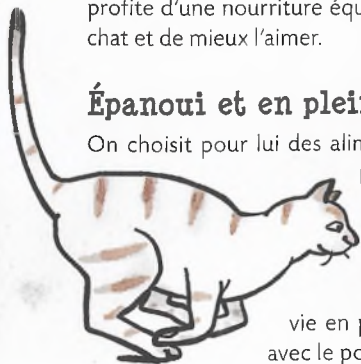 profite d'une nourriture équ
chat et de mieux l'aimer.
Épanoui et en plei
On choisit pour lui des alin
vie en p
avec le po